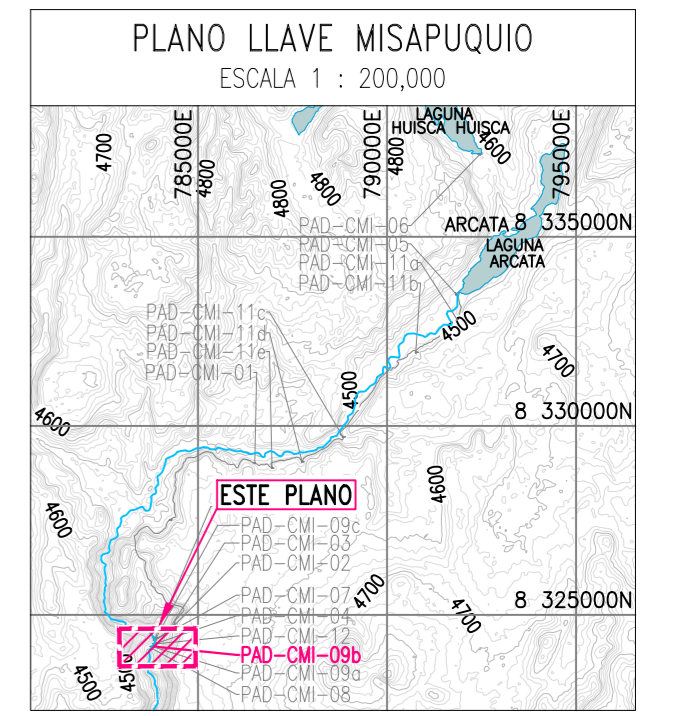 PLANO LLAVE MISAPUQUIO
ESCALA 1 : 200,000
LAGUNA
HUISCA HUISCA
4700
785000E
4800
4800
4800
790000E
4800
4600
795000E
PAD-CMI-06
ARCATA
8 335000N
PAD-CMI-05
LAGUNA
ARCATA
PAD-CMI-11a
PAD-CMI-11b
PAD-CMI-11c
PAD-CMI-11d
PAD-CMI-11e
PAD-CMI-01
4500
4700
4500
4600
8 330000N
4600
4600
ESTE PLANO
PAD-CMI-09c
PAD-CMI-03
PAD-CMI-02
PAD-CMI-07
4700
4700
8 325000N
PAD-CMI-04
PAD-CMI-12
PAD-CMI-09b
PAD-CMI-09a
PAD-CMI-08
4500
4500